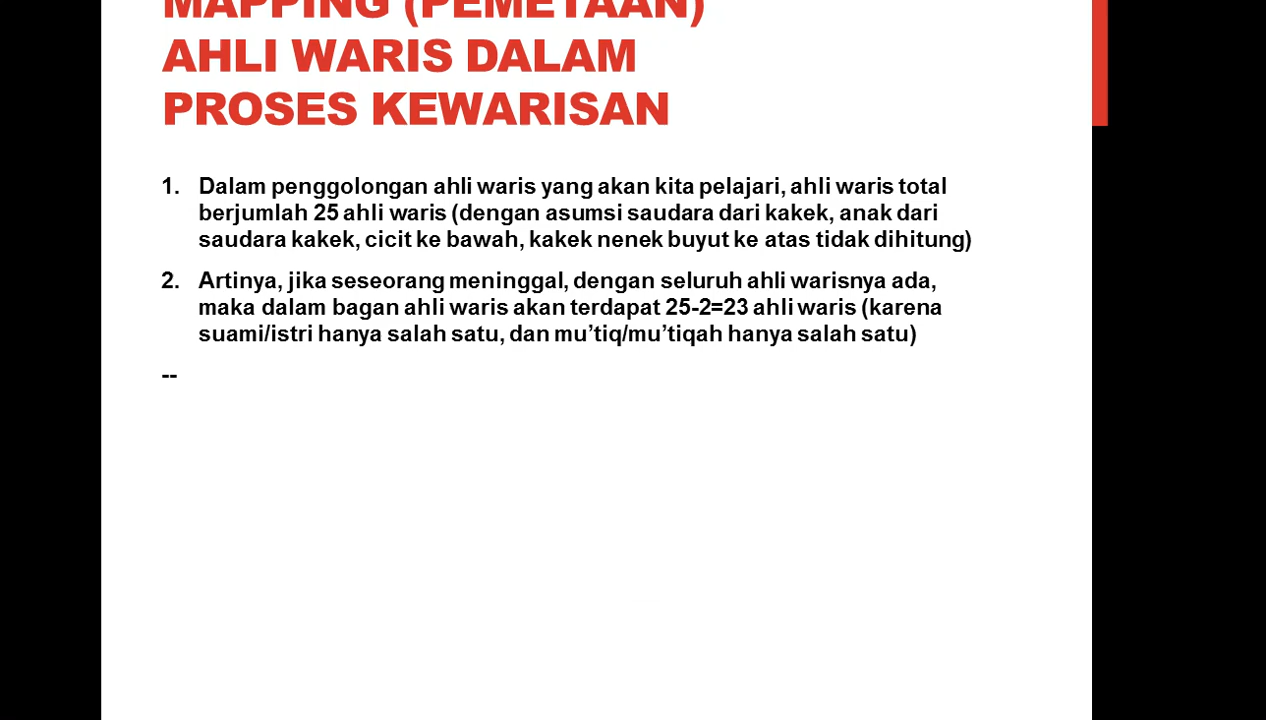 MAPPING (PEMETAAN)
AHLI WARIS DALAM
PROSES KEWARISAN
1. Dalam penggolongan ahli waris yang akan kita pelajari, ahli waris total
berjumlah 25 ahli waris (dengan asumsi saudara dari kakek, anak dari
saudara kakek, cicit ke bawah, kakek nenek buyut ke atas tidak dihitung)
2. Artinya, jika seseorang meninggal, dengan seluruh ahli warisnya ada,
maka dalam bagan ahli waris akan terdapat 25-2=23 ahli waris (karena
suami/istri hanya salah satu, dan mu’tiq/mu’tiqah hanya salah satu)
--